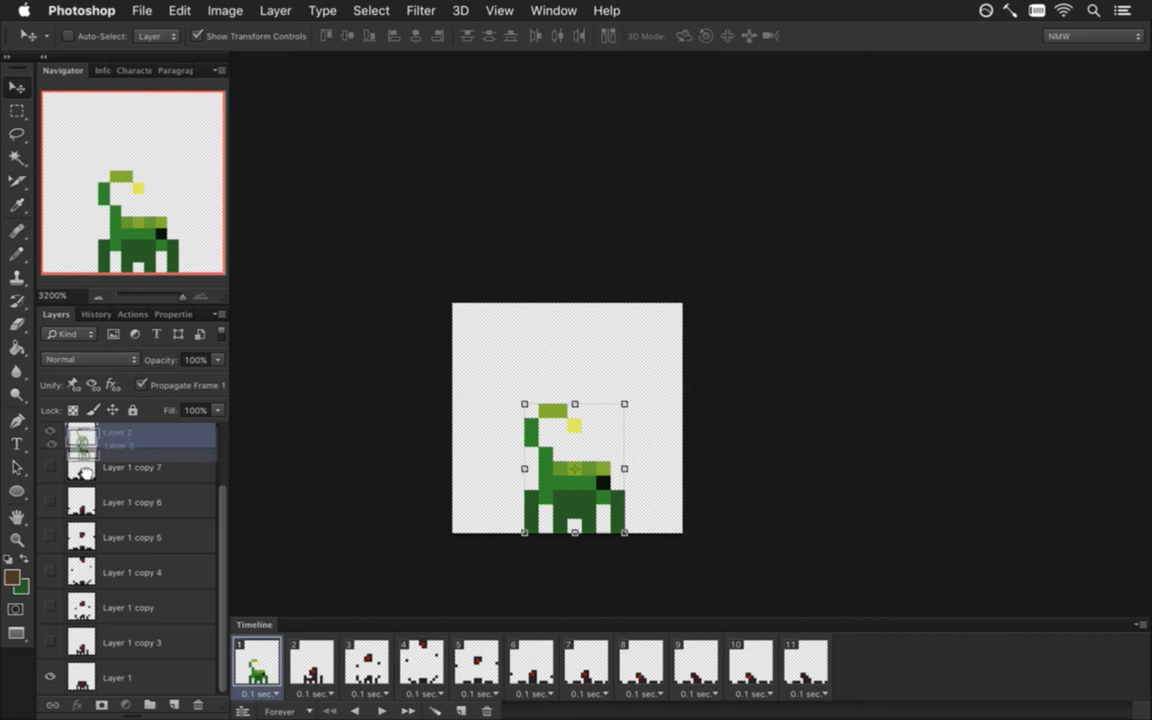 Photoshop File Edit Image Layer Type Select Filter 3D View Window Help
Auto-Select: Layer Show Transform Controls 3D Mode: NMW
Navigator Info Characte Paragrap
3200%
Layers History Actions Propertie
Kind
Normal Opacity: 100%
Unify: Propagate Frame 1
Lock: Fill: 100%
Layer 2
Layer 2
Layer 1 copy 7
Layer 1 copy 6
Layer 1 copy 5
Layer 1 copy 4
Layer 1 copy
Layer 1 copy 3
Layer 1
fx
Timeline
1 2 3 4 5 6 7 8 9 10 11
0.1 sec. 0.1 sec. 0.1 sec. 0.1 sec. 0.1 sec. 0.1 sec. 0.1 sec. 0.1 sec. 0.1 sec. 0.1 sec. 0.1 sec.
Forever